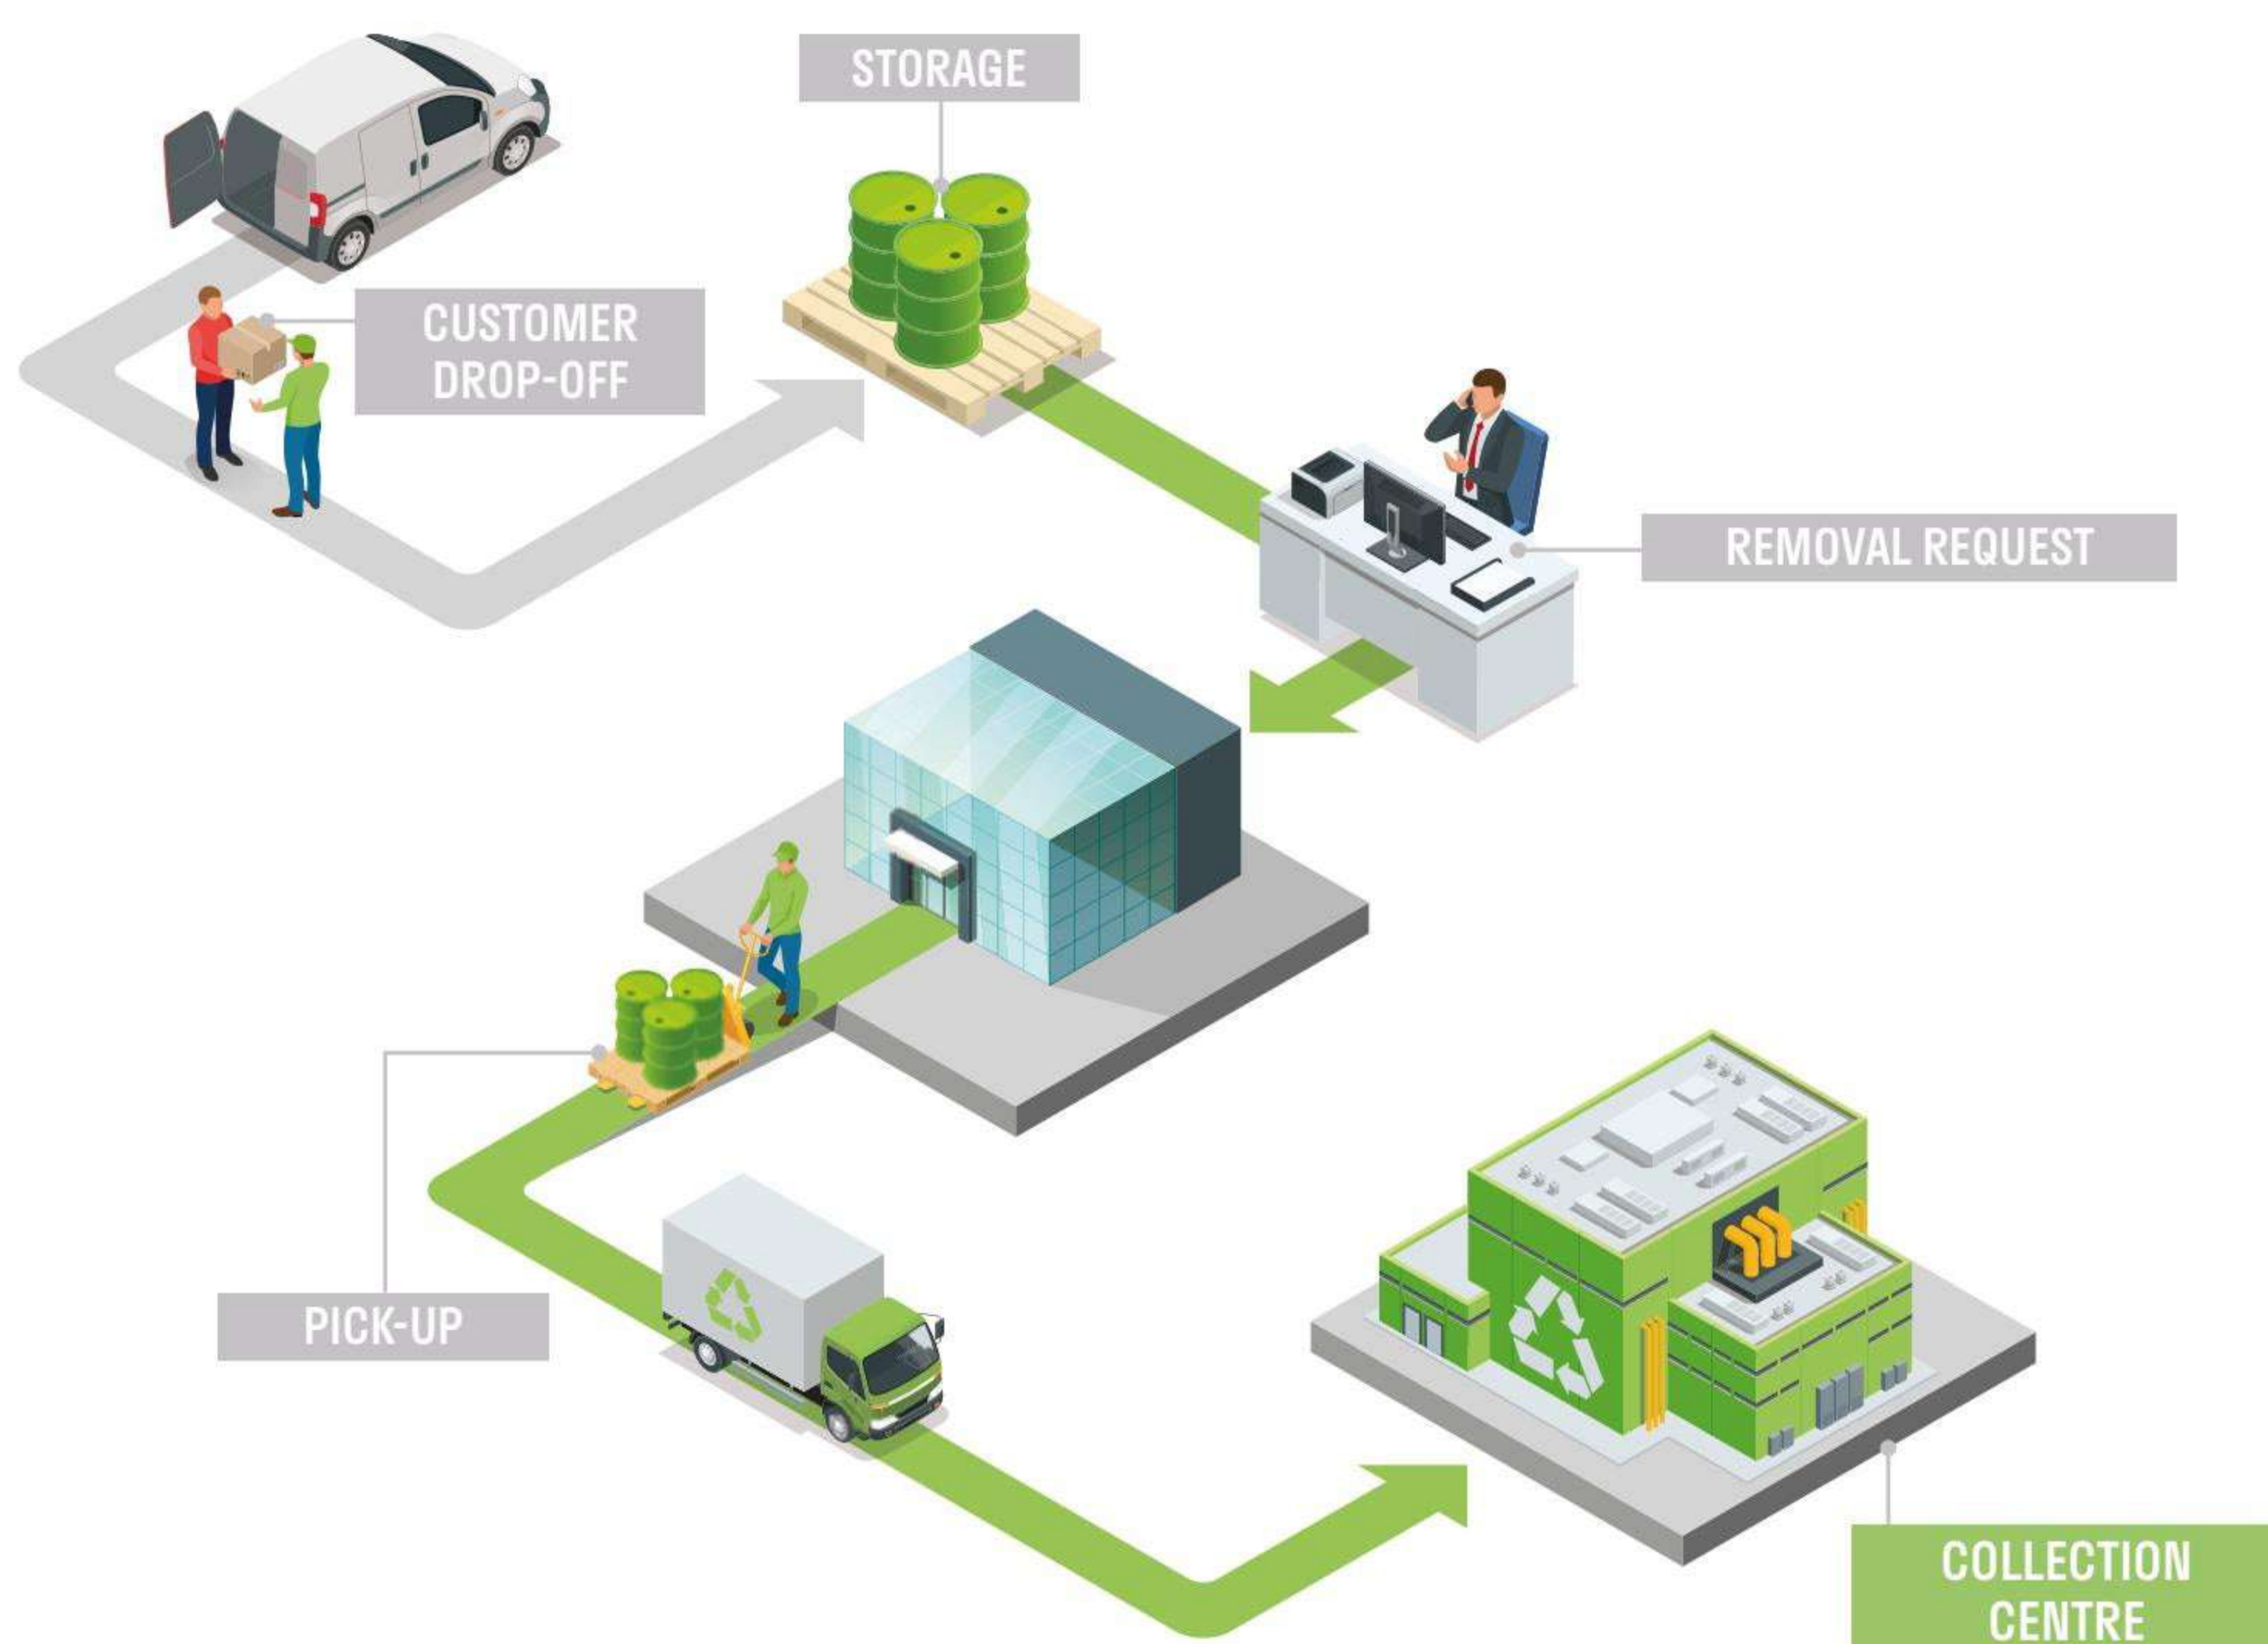 STORAGE
CUSTOMER
DROP-OFF
REMOVAL REQUEST
PICK-UP
COLLECTION
CENTRE